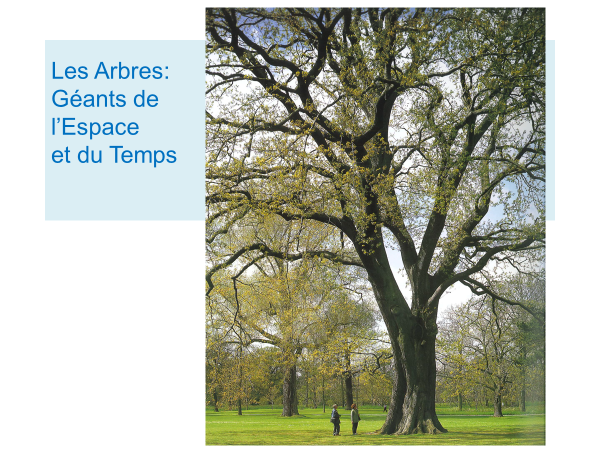 Les Arbres:
Géants de
l’Espace
et du Temps